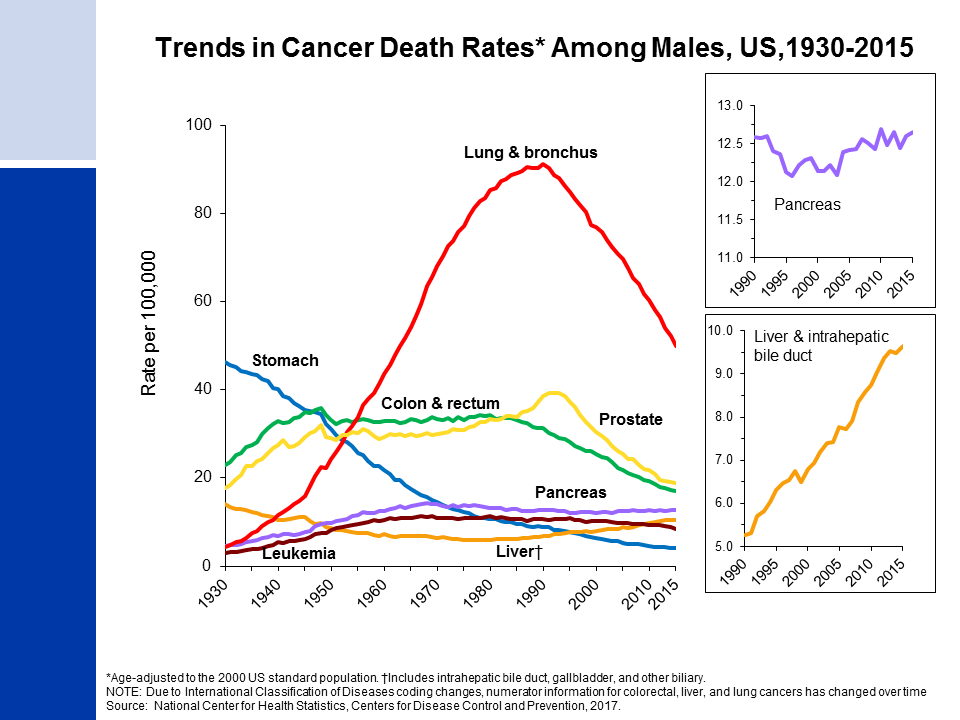 Trends in Cancer Death Rates* Among Males, US,1930-2015
Rate per 100,000
100
80
60
40
20
0
Lung & bronchus
Stomach
Colon & rectum
Prostate
Pancreas
Leukemia
Liver†
1930
1940
1950
1960
1970
1980
1990
2000
2010
2015
13.0
12.5
12.0
11.5
11.0
Pancreas
1990
1995
2000
2005
2010
2015
10.0
9.0
8.0
7.0
6.0
5.0
Liver & intrahepatic
bile duct
1990
1995
2000
2005
2010
2015
*Age-adjusted to the 2000 US standard population. †Includes intrahepatic bile duct, gallbladder, and other biliary.
NOTE: Due to International Classification of Diseases coding changes, numerator information for colorectal, liver, and lung cancers has changed over time
Source: National Center for Health Statistics, Centers for Disease Control and Prevention, 2017.